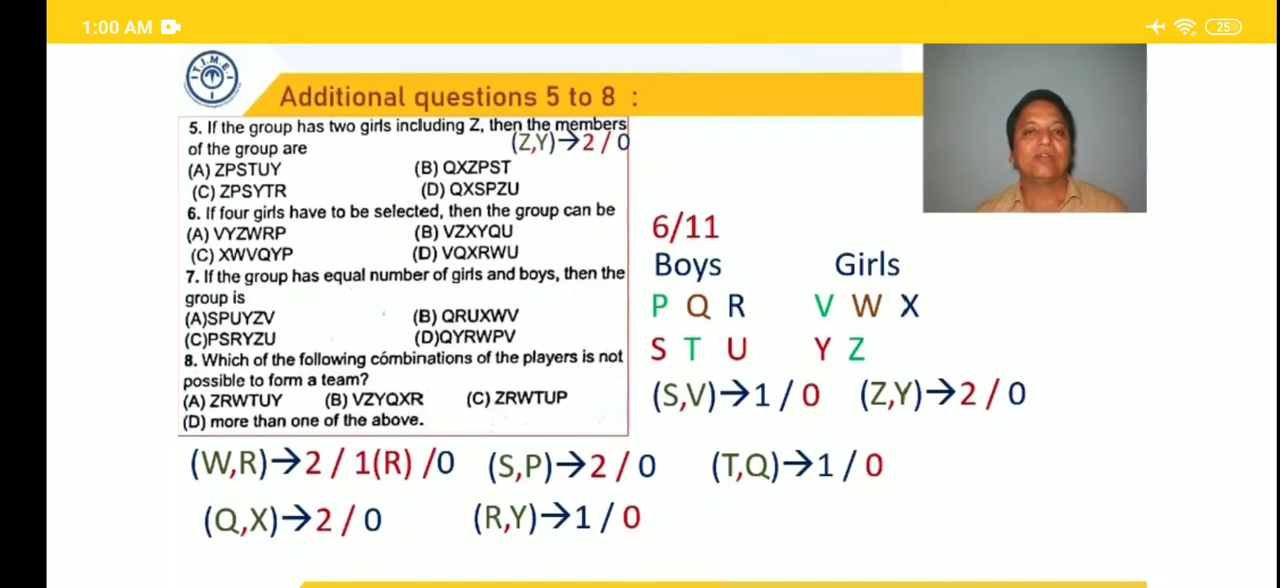 1:00 AM
25
T.I.M.E.
Additional questions 5 to 8 :
5. If the group has two girls including Z, then the members
of the group are
(Z,Y)→2 / 0
(A) ZPSTUY (B) QXZPST
(C) ZPSYTR (D) QXSPZU
6. If four girls have to be selected, then the group can be
(A) VYZWRP (B) VZXYQU
(C) XWVQYP (D) VQXRWU
7. If the group has equal number of girls and boys, then the
group is
(A)SPUYZV (B) QRUXWV
(C)PSRYZU (D)QYRWPV
8. Which of the following cómbinations of the players is not
possible to form a team?
(A) ZRWTUY (B) VZYQXR (C) ZRWTUP
(D) more than one of the above.
6/11
Boys Girls
P Q R V W X
S T U Y Z
(S,V)→1 / 0 (Z,Y)→2 / 0
(W,R)→2 / 1(R) /0 (S,P)→2 / 0 (T,Q)→1 / 0
(Q,X)→2 / 0 (R,Y)→1 / 0